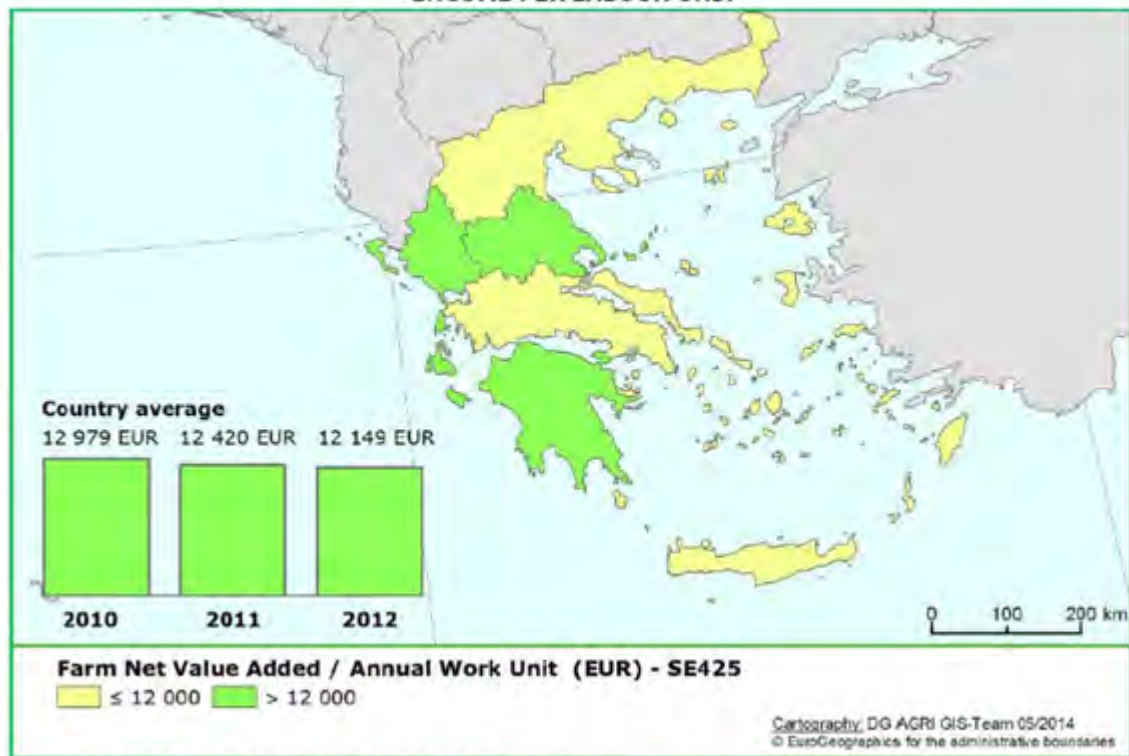 Country average
12 979 EUR 12 420 EUR 12 149 EUR
2010 2011 2012
0 100 200 km
Farm Net Value Added / Annual Work Unit (EUR) - SE425
≤ 12 000 > 12 000
Cartography: DG AGRI GIS-Team 05/2014
© EuroGeographics for the administrative boundaries